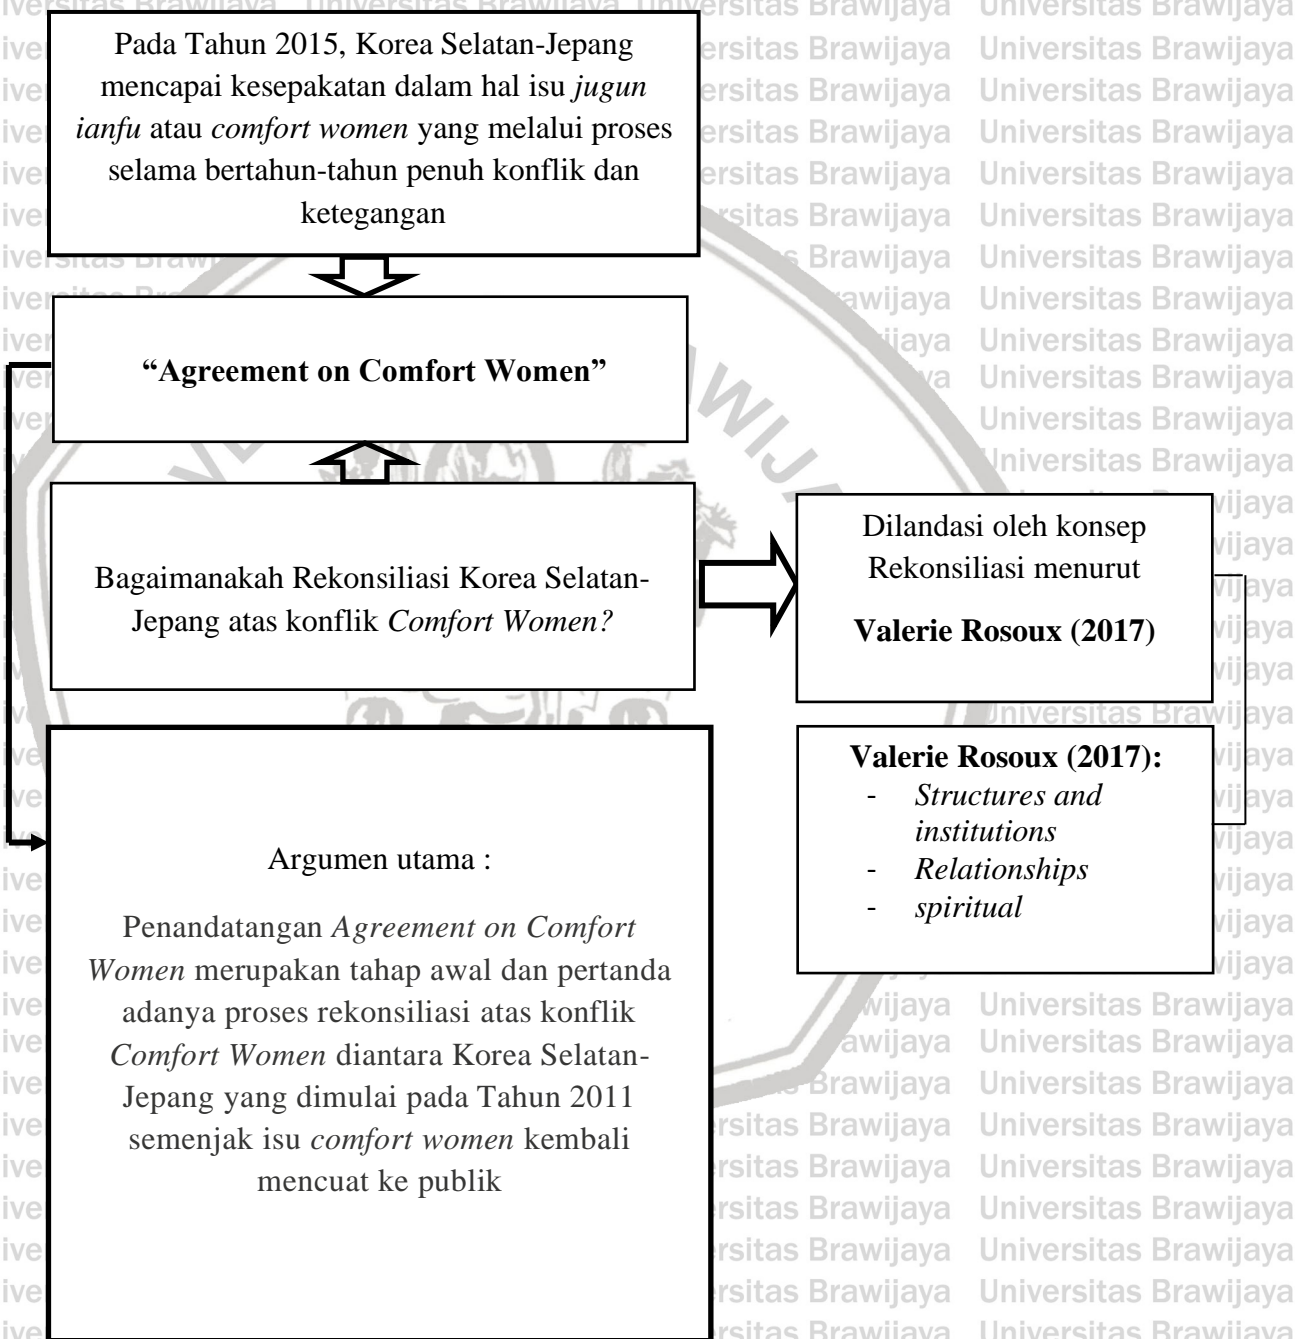 Pada Tahun 2015, Korea Selatan-Jepang
mencapai kesepakatan dalam hal isu jugun
ianfu atau comfort women yang melalui proses
selama bertahun-tahun penuh konflik dan
ketegangan
“Agreement on Comfort Women”
Bagaimanakah Rekonsiliasi Korea Selatan-
Jepang atas konflik Comfort Women?
Dilandasi oleh konsep
Rekonsiliasi menurut
Valerie Rosoux (2017)
Valerie Rosoux (2017):
- Structures and
institutions
- Relationships
- spiritual
Argumen utama :
Penandatangan Agreement on Comfort
Women merupakan tahap awal dan pertanda
adanya proses rekonsiliasi atas konflik
Comfort Women diantara Korea Selatan-
Jepang yang dimulai pada Tahun 2011
semenjak isu comfort women kembali
mencuat ke publik
Universitas Brawijaya